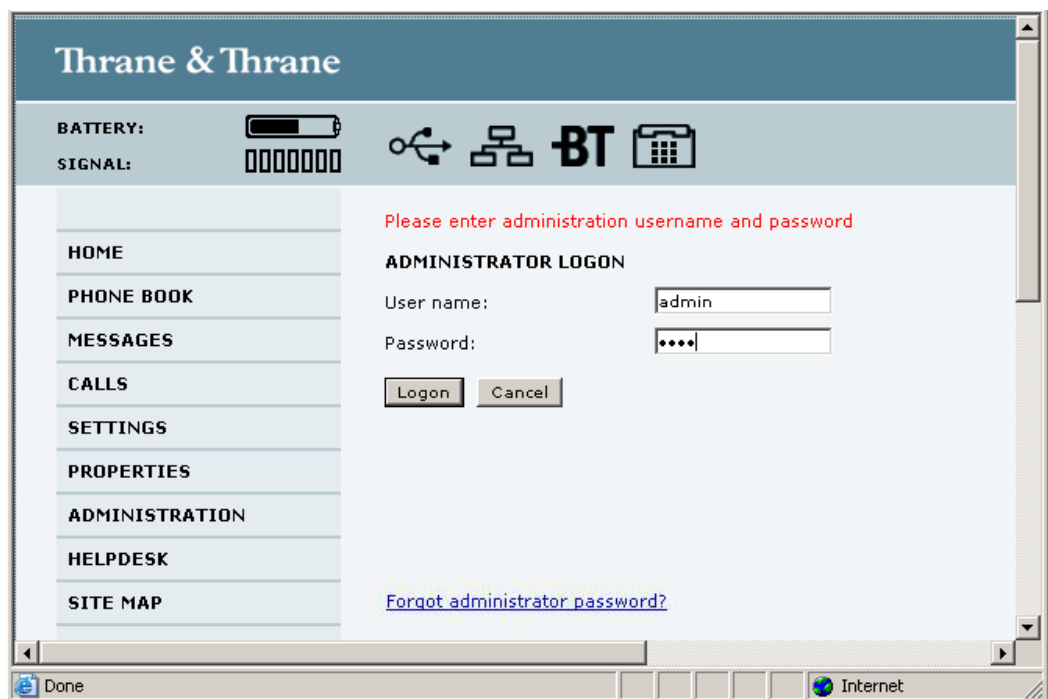 Thrane & Thrane
BATTERY:
SIGNAL:
BT
HOME
PHONE BOOK
MESSAGES
CALLS
SETTINGS
PROPERTIES
ADMINISTRATION
HELPDESK
SITE MAP
Please enter administration username and password
ADMINISTRATOR LOGON
User name: admin
Password: ••••
Logon Cancel
Forgot administrator password?
Done Internet